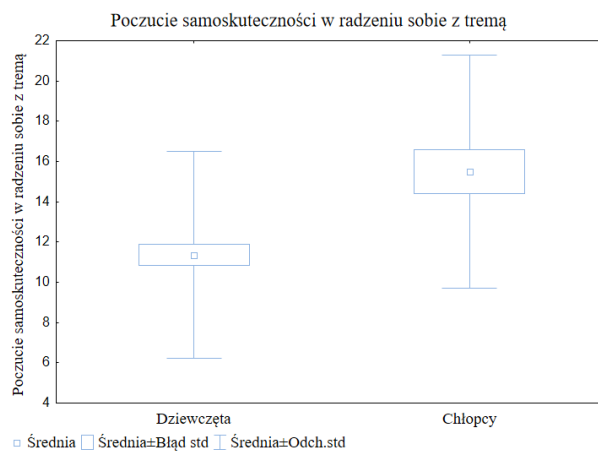 Poczucie samoskuteczności w radzeniu sobie z tremą
Poczucie samoskuteczności w radzeniu sobie z tremą
22
20
18
16
14
12
10
8
6
4
Dziewczęta Chłopcy
Średnia Średnia±Błąd std Średnia±Odch.std